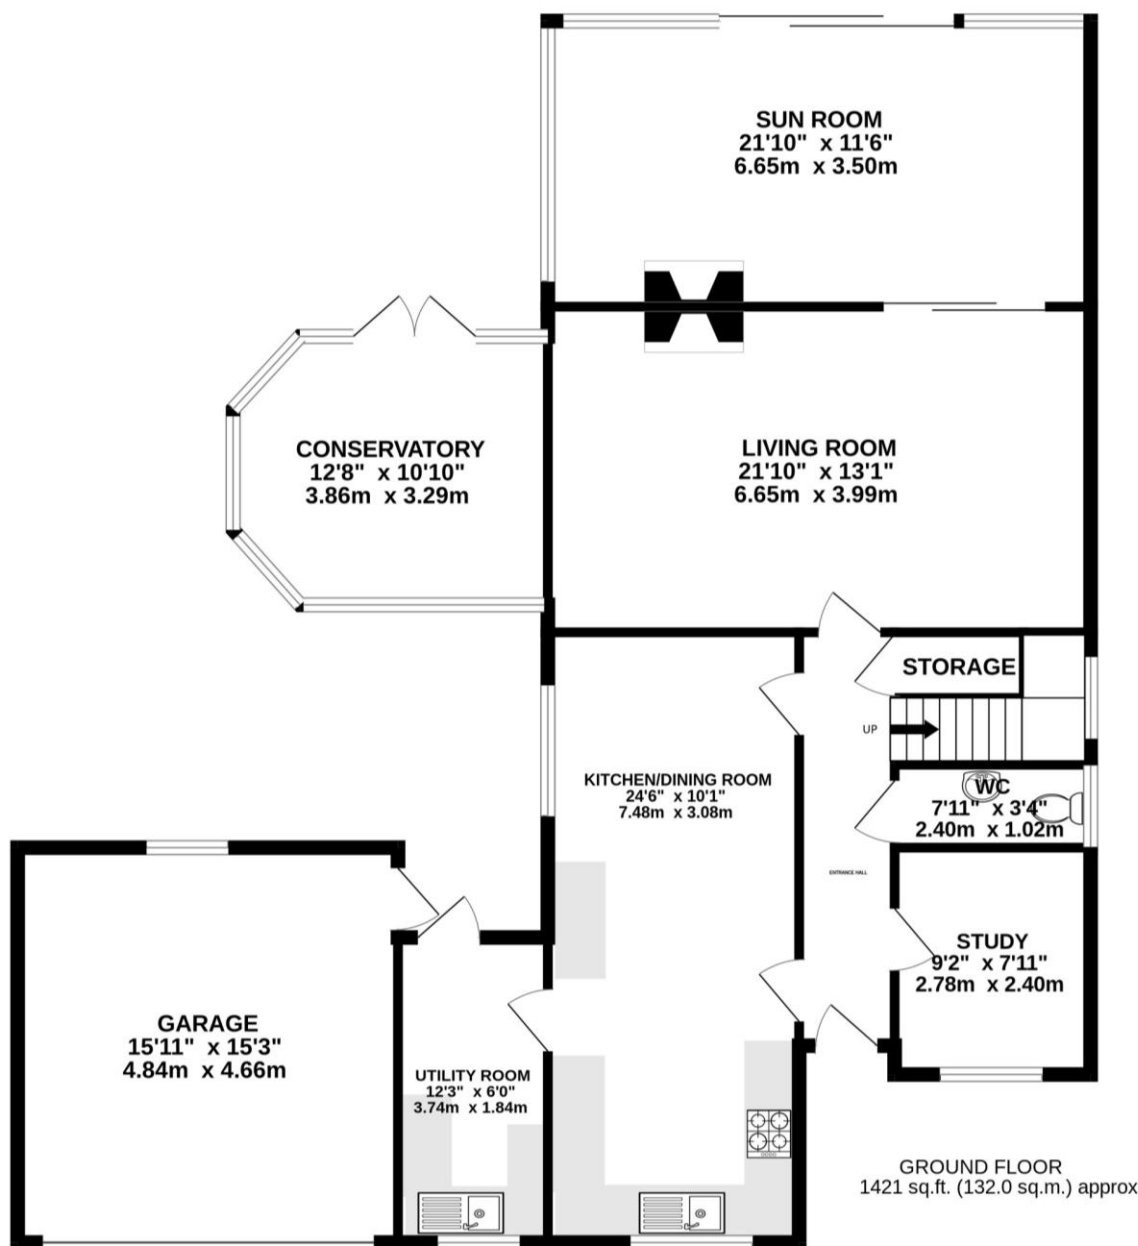 SUN ROOM
21'10" x 11'6"
6.65m x 3.50m
CONSERVATORY
12'8" x 10'10"
3.86m x 3.29m
LIVING ROOM
21'10" x 13'1"
6.65m x 3.99m
STORAGE
UP
KITCHEN/DINING ROOM
24'6" x 10'1"
7.48m x 3.08m
WC
7'11" x 3'4"
2.40m x 1.02m
ENTRANCE HALL
STUDY
9'2" x 7'11"
2.78m x 2.40m
GARAGE
15'11" x 15'3"
4.84m x 4.66m
UTILITY ROOM
12'3" x 6'0"
3.74m x 1.84m
GROUND FLOOR
1421 sq.ft. (132.0 sq.m.) approx